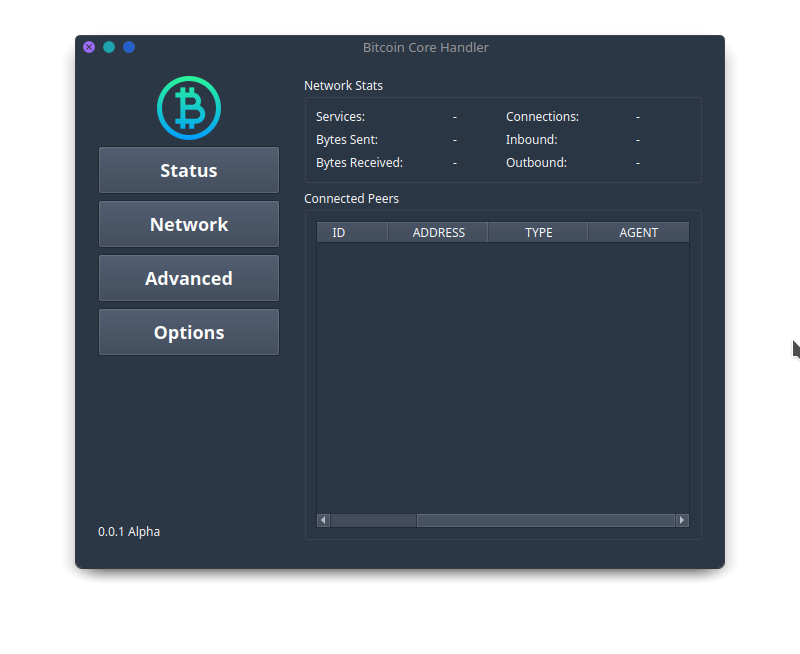 Bitcoin Core Handler
Status
Network
Advanced
Options
0.0.1 Alpha
Network Stats
Services: - Connections: -
Bytes Sent: - Inbound: -
Bytes Received: - Outbound: -
Connected Peers
ID ADDRESS TYPE AGENT